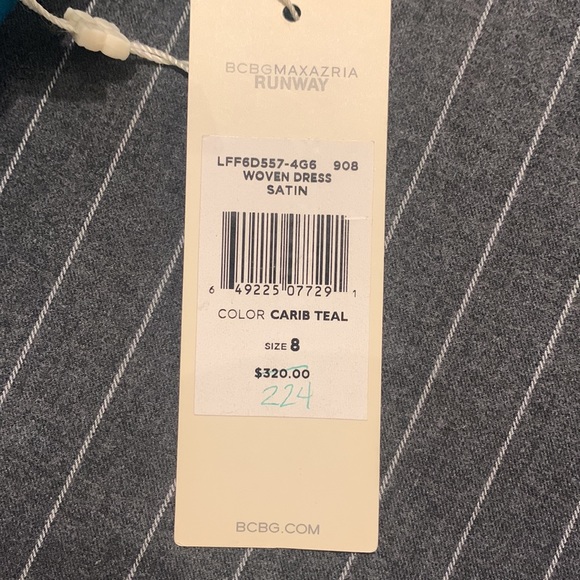 BCBGMAXAZRIA
RUNWAY
LFF6D557-4G6 908
WOVEN DRESS
SATIN
6 49225 07729 1
COLOR CARIB TEAL
SIZE 8
$320.00
224
BCBG.COM